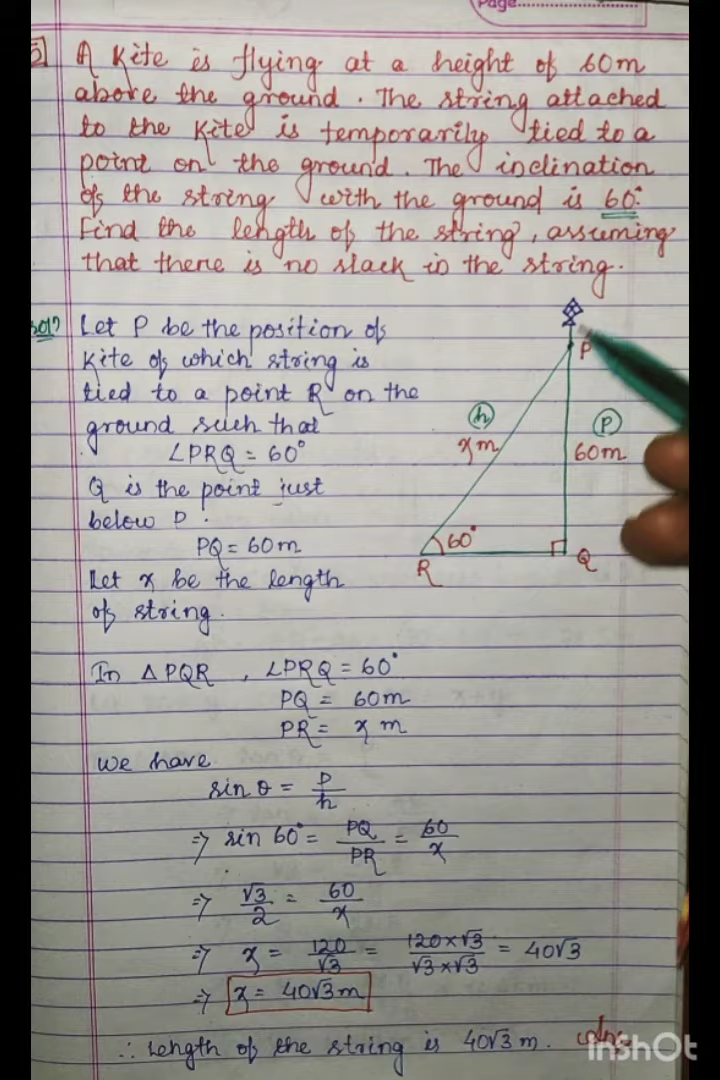 Page
5] A kite is flying at a height of 60m
above the ground. The string attached
to the kite is temporarily tied to a
point on the ground. The inclination
of the string with the ground is 60°.
Find the length of the string, assuming
that there is no slack in the string.
Solⁿ Let P be the position of
kite of which string is
tied to a point R on the
ground such that
∠PRQ = 60°
Q is the point just
below P.
PQ = 60m
Let x be the length
of string.
P
h
x m
P
60m
60°
R
Q
In △PQR, ∠PRQ = 60°
PQ = 60m
PR = x m
we have
sin θ = p/h
⇒ sin 60° = PQ/PR = 60/x
⇒ √3/2 = 60/x
⇒ x = 120/√3 = 120×√3/√3×√3 = 40√3
⇒ x = 40√3 m
∴ Length of the string is 40√3 m.
InShOt